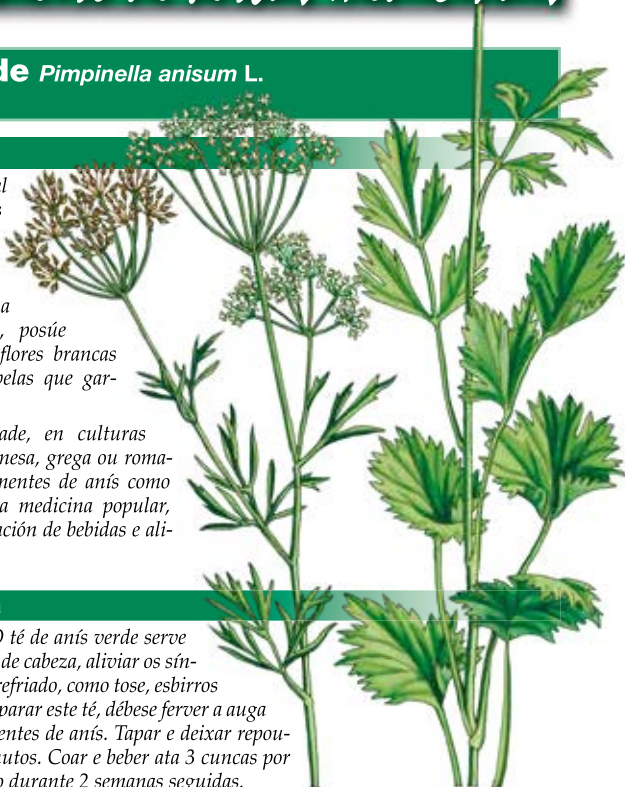 de Pimpinella anisum L.
al
s
a
, posúe
flores brancas
belas que gar-
ade, en culturas
nesa, grega ou roma-
mentes de anís como
a medicina popular,
ación de bebidas e ali-
O té de anís verde serve
de cabeza, aliviar os sín-
refriado, como tose, esbirros
parar este té, débese ferver a auga
entes de anís. Tapar e deixar repou-
utos. Coar e beber ata 3 cuncas por
o durante 2 semanas seguidas.